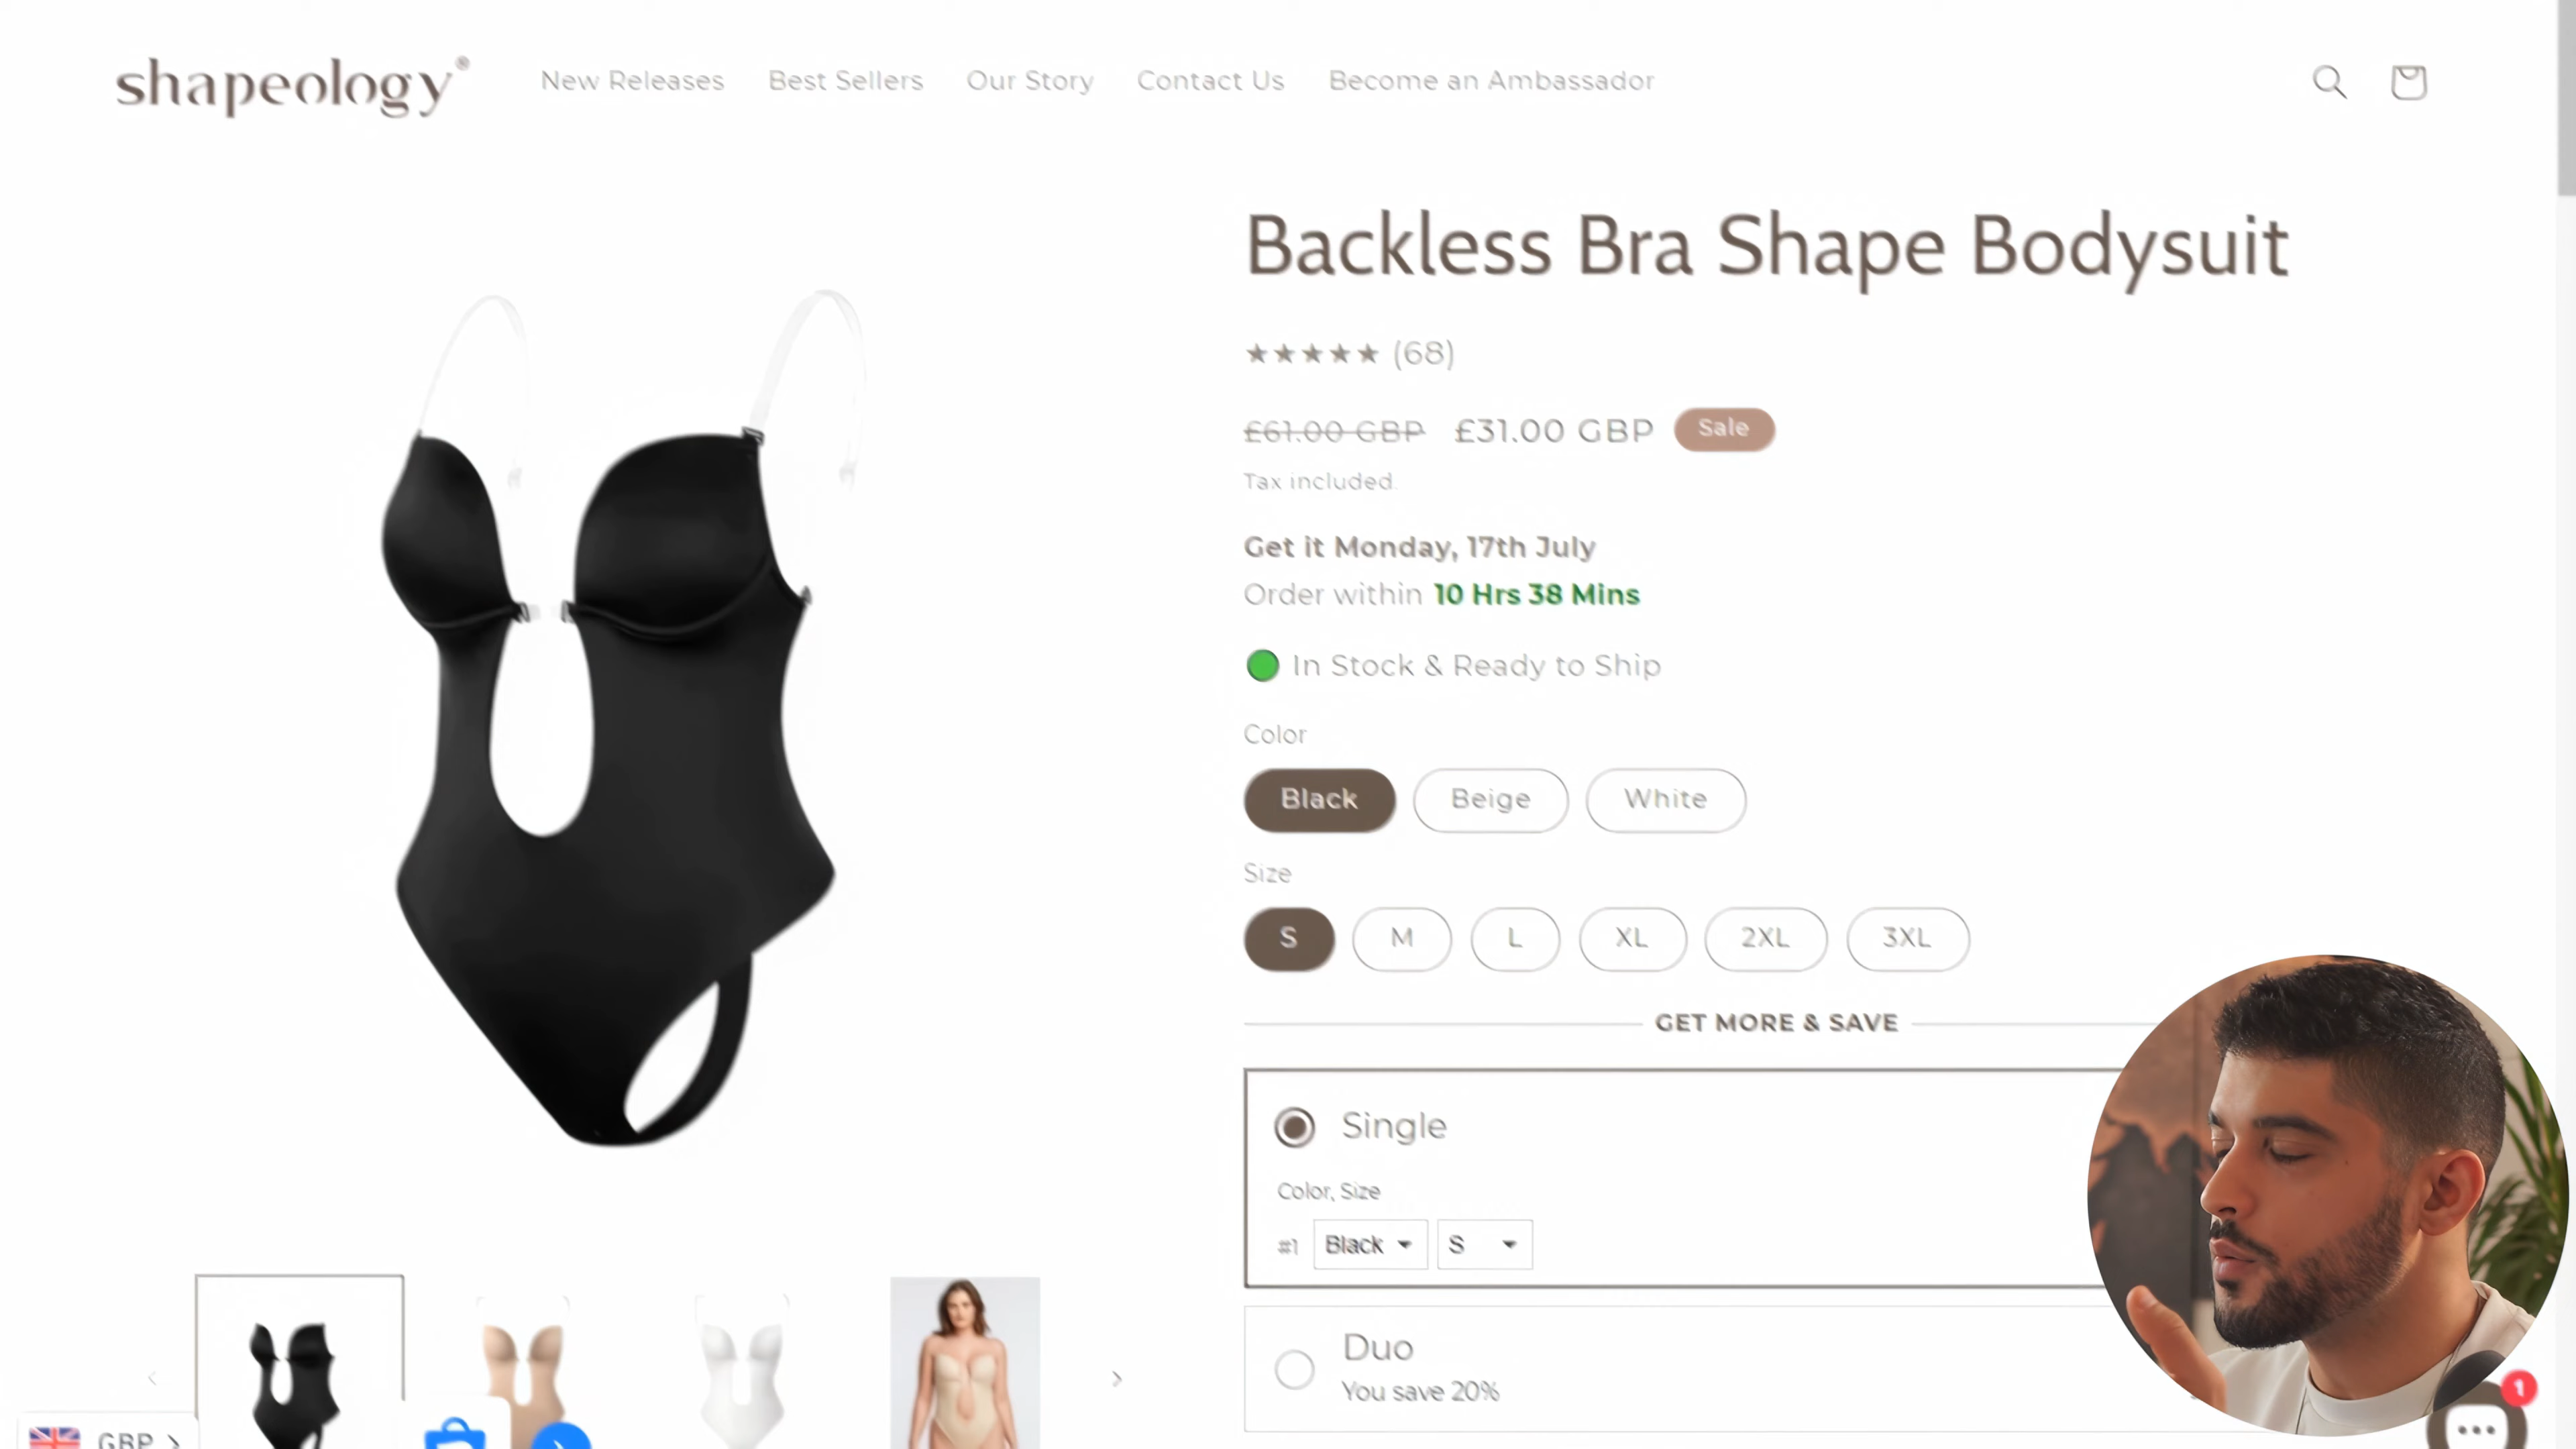 shapeology®
New Releases Best Sellers Our Story Contact Us Become an Ambassador
Backless Bra Shape Bodysuit
★★★★★ (68)
£61.00 GBP £31.00 GBP Sale
Tax included.
Get it Monday, 17th July
Order within 10 Hrs 38 Mins
In Stock & Ready to Ship
Color
Black Beige White
Size
S M L XL 2XL 3XL
GET MORE & SAVE
Single
Color, Size
#1 Black S
Duo
You save 20%
GBP
1